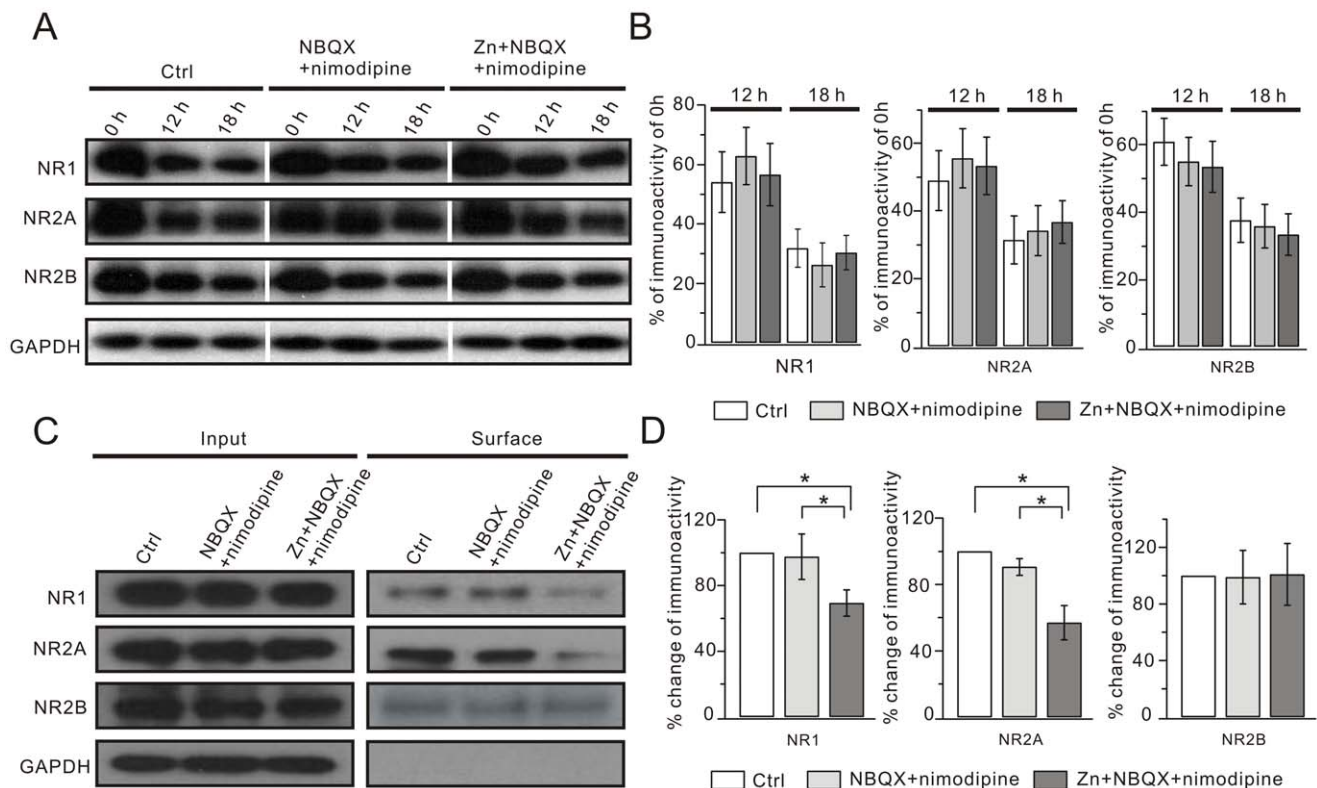 A
Ctrl
NBQX
+nimodipine
Zn+NBQX
+nimodipine
0 h 12 h 18 h 0 h 12 h 18 h 0 h 12 h 18 h
NR1
NR2A
NR2B
GAPDH
B
% of immunoactivity of 0h
80
60
40
20
0
12 h 18 h
NR1
% of immunoactivity of 0h
60
40
20
0
12 h 18 h
NR2A
% of immunoactivity of 0h
60
40
20
0
12 h 18 h
NR2B
Ctrl NBQX+nimodipine Zn+NBQX+nimodipine
C
Input Surface
Ctrl
NBQX
+nimodipine
Zn+NBQX
+nimodipine
Ctrl
NBQX
+nimodipine
Zn+NBQX
+nimodipine
NR1
NR2A
NR2B
GAPDH
D
% change of immunoactivity
120
80
40
0
*
*
NR1
% change of immunoactivity
120
80
40
0
*
*
NR2A
% change of immunoactivity
120
80
40
0
NR2B
Ctrl NBQX+nimodipine Zn+NBQX+nimodipine